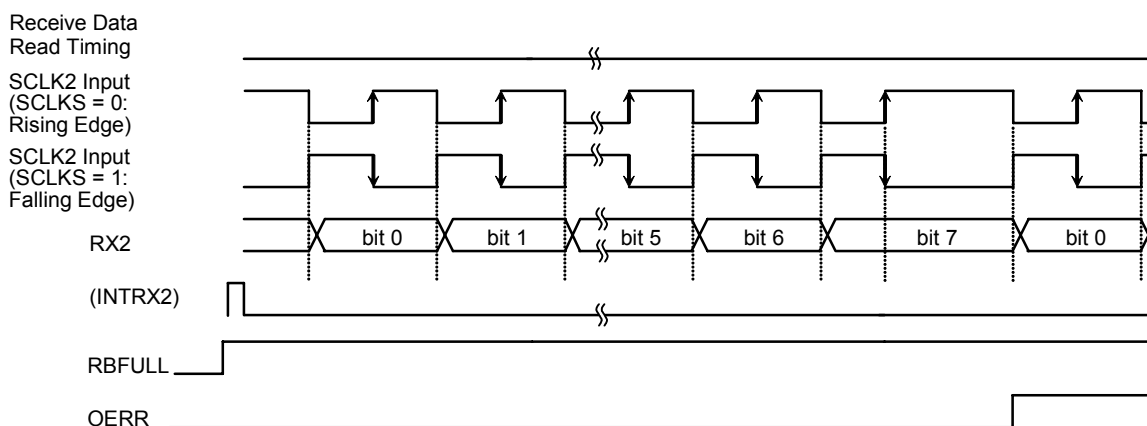 Receive Data
Read Timing
SCLK2 Input
(SCLKS = 0:
Rising Edge)
SCLK2 Input
(SCLKS = 1:
Falling Edge)
RX2
bit 0
bit 1
bit 5
bit 6
bit 7
bit 0
(INTRX2)
RBFULL
OERR